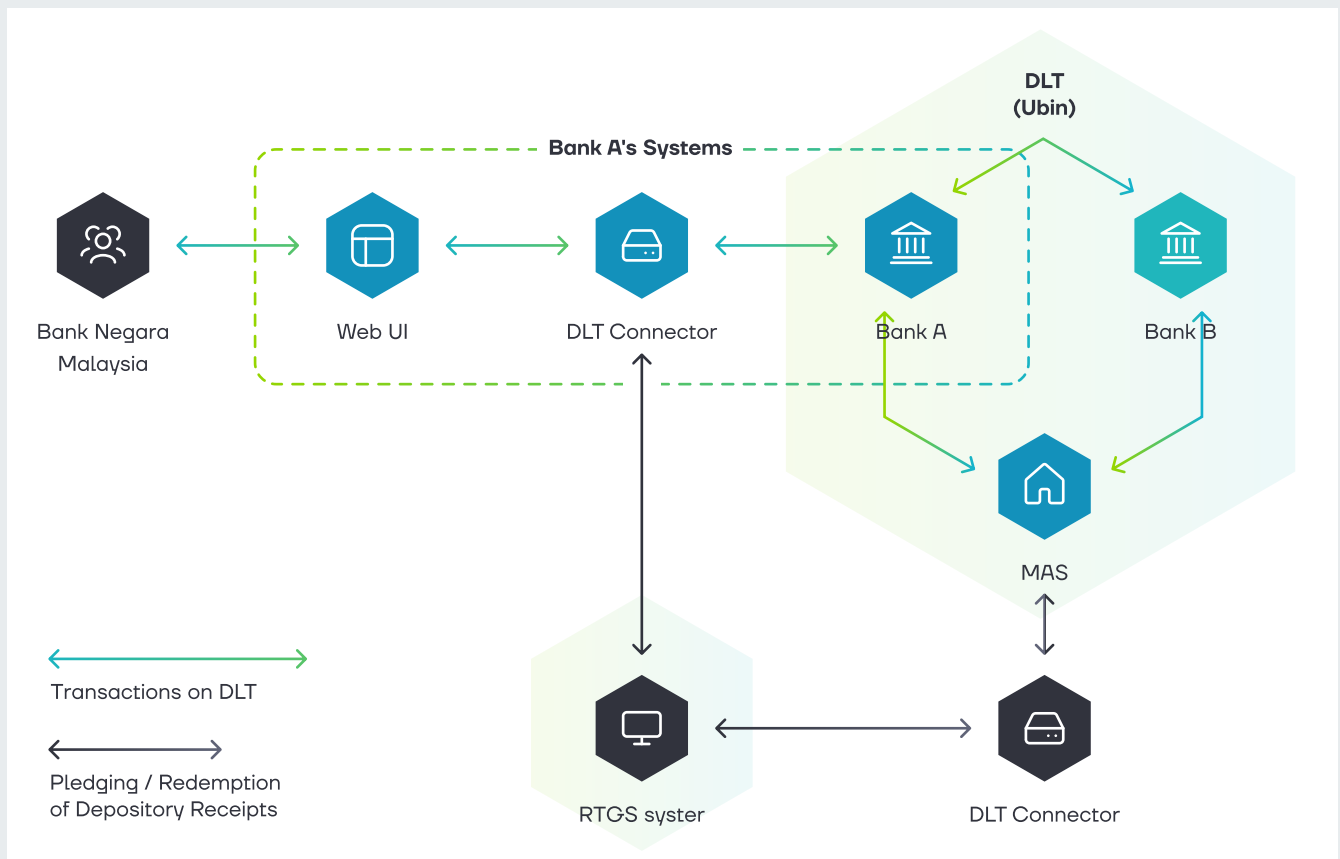 DLT
(Ubin)
Bank A's Systems
Bank Negara
Malaysia
Web UI
DLT Connector
Bank A
Bank B
MAS
Transactions on DLT
Pledging / Redemption
of Depository Receipts
RTGS syster
DLT Connector